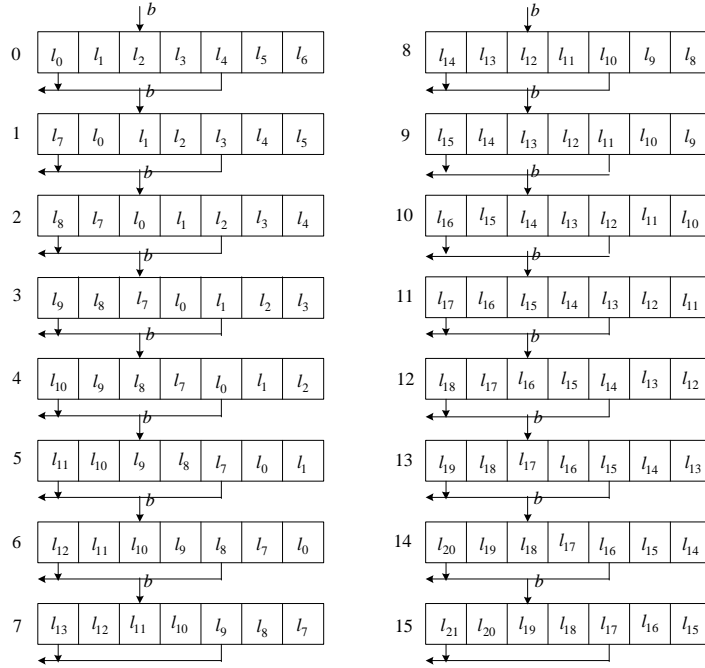 b
0 l₀ l₁ l₂ l₃ l₄ l₅ l₆
b
1 l₇ l₀ l₁ l₂ l₃ l₄ l₅
b
2 l₈ l₇ l₀ l₁ l₂ l₃ l₄
b
3 l₉ l₈ l₇ l₀ l₁ l₂ l₃
b
4 l₁₀ l₉ l₈ l₇ l₀ l₁ l₂
b
5 l₁₁ l₁₀ l₉ l₈ l₇ l₀ l₁
b
6 l₁₂ l₁₁ l₁₀ l₉ l₈ l₇ l₀
b
7 l₁₃ l₁₂ l₁₁ l₁₀ l₉ l₈ l₇
b
8 l₁₄ l₁₃ l₁₂ l₁₁ l₁₀ l₉ l₈
b
9 l₁₅ l₁₄ l₁₃ l₁₂ l₁₁ l₁₀ l₉
b
10 l₁₆ l₁₅ l₁₄ l₁₃ l₁₂ l₁₁ l₁₀
b
11 l₁₇ l₁₆ l₁₅ l₁₄ l₁₃ l₁₂ l₁₁
b
12 l₁₈ l₁₇ l₁₆ l₁₅ l₁₄ l₁₃ l₁₂
b
13 l₁₉ l₁₈ l₁₇ l₁₆ l₁₅ l₁₄ l₁₃
b
14 l₂₀ l₁₉ l₁₈ l₁₇ l₁₆ l₁₅ l₁₄
b
15 l₂₁ l₂₀ l₁₉ l₁₈ l₁₇ l₁₆ l₁₅